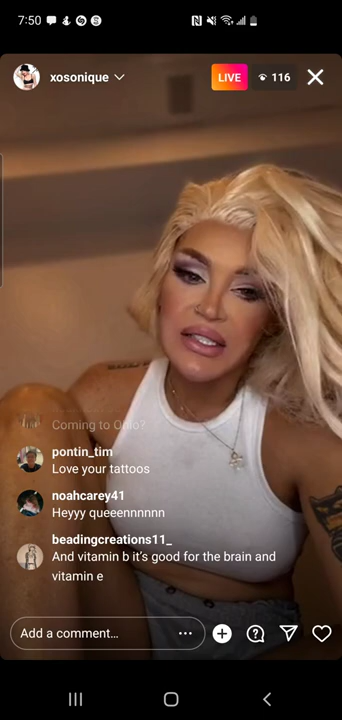 7:50
xosonique
LIVE
116
Coming to Ohio?
pontin_tim
Love your tattoos
noahcarey41
Heyyy queeennnnnn
beadingcreations11_
And vitamin b it's good for the brain and
vitamin e
Add a comment...